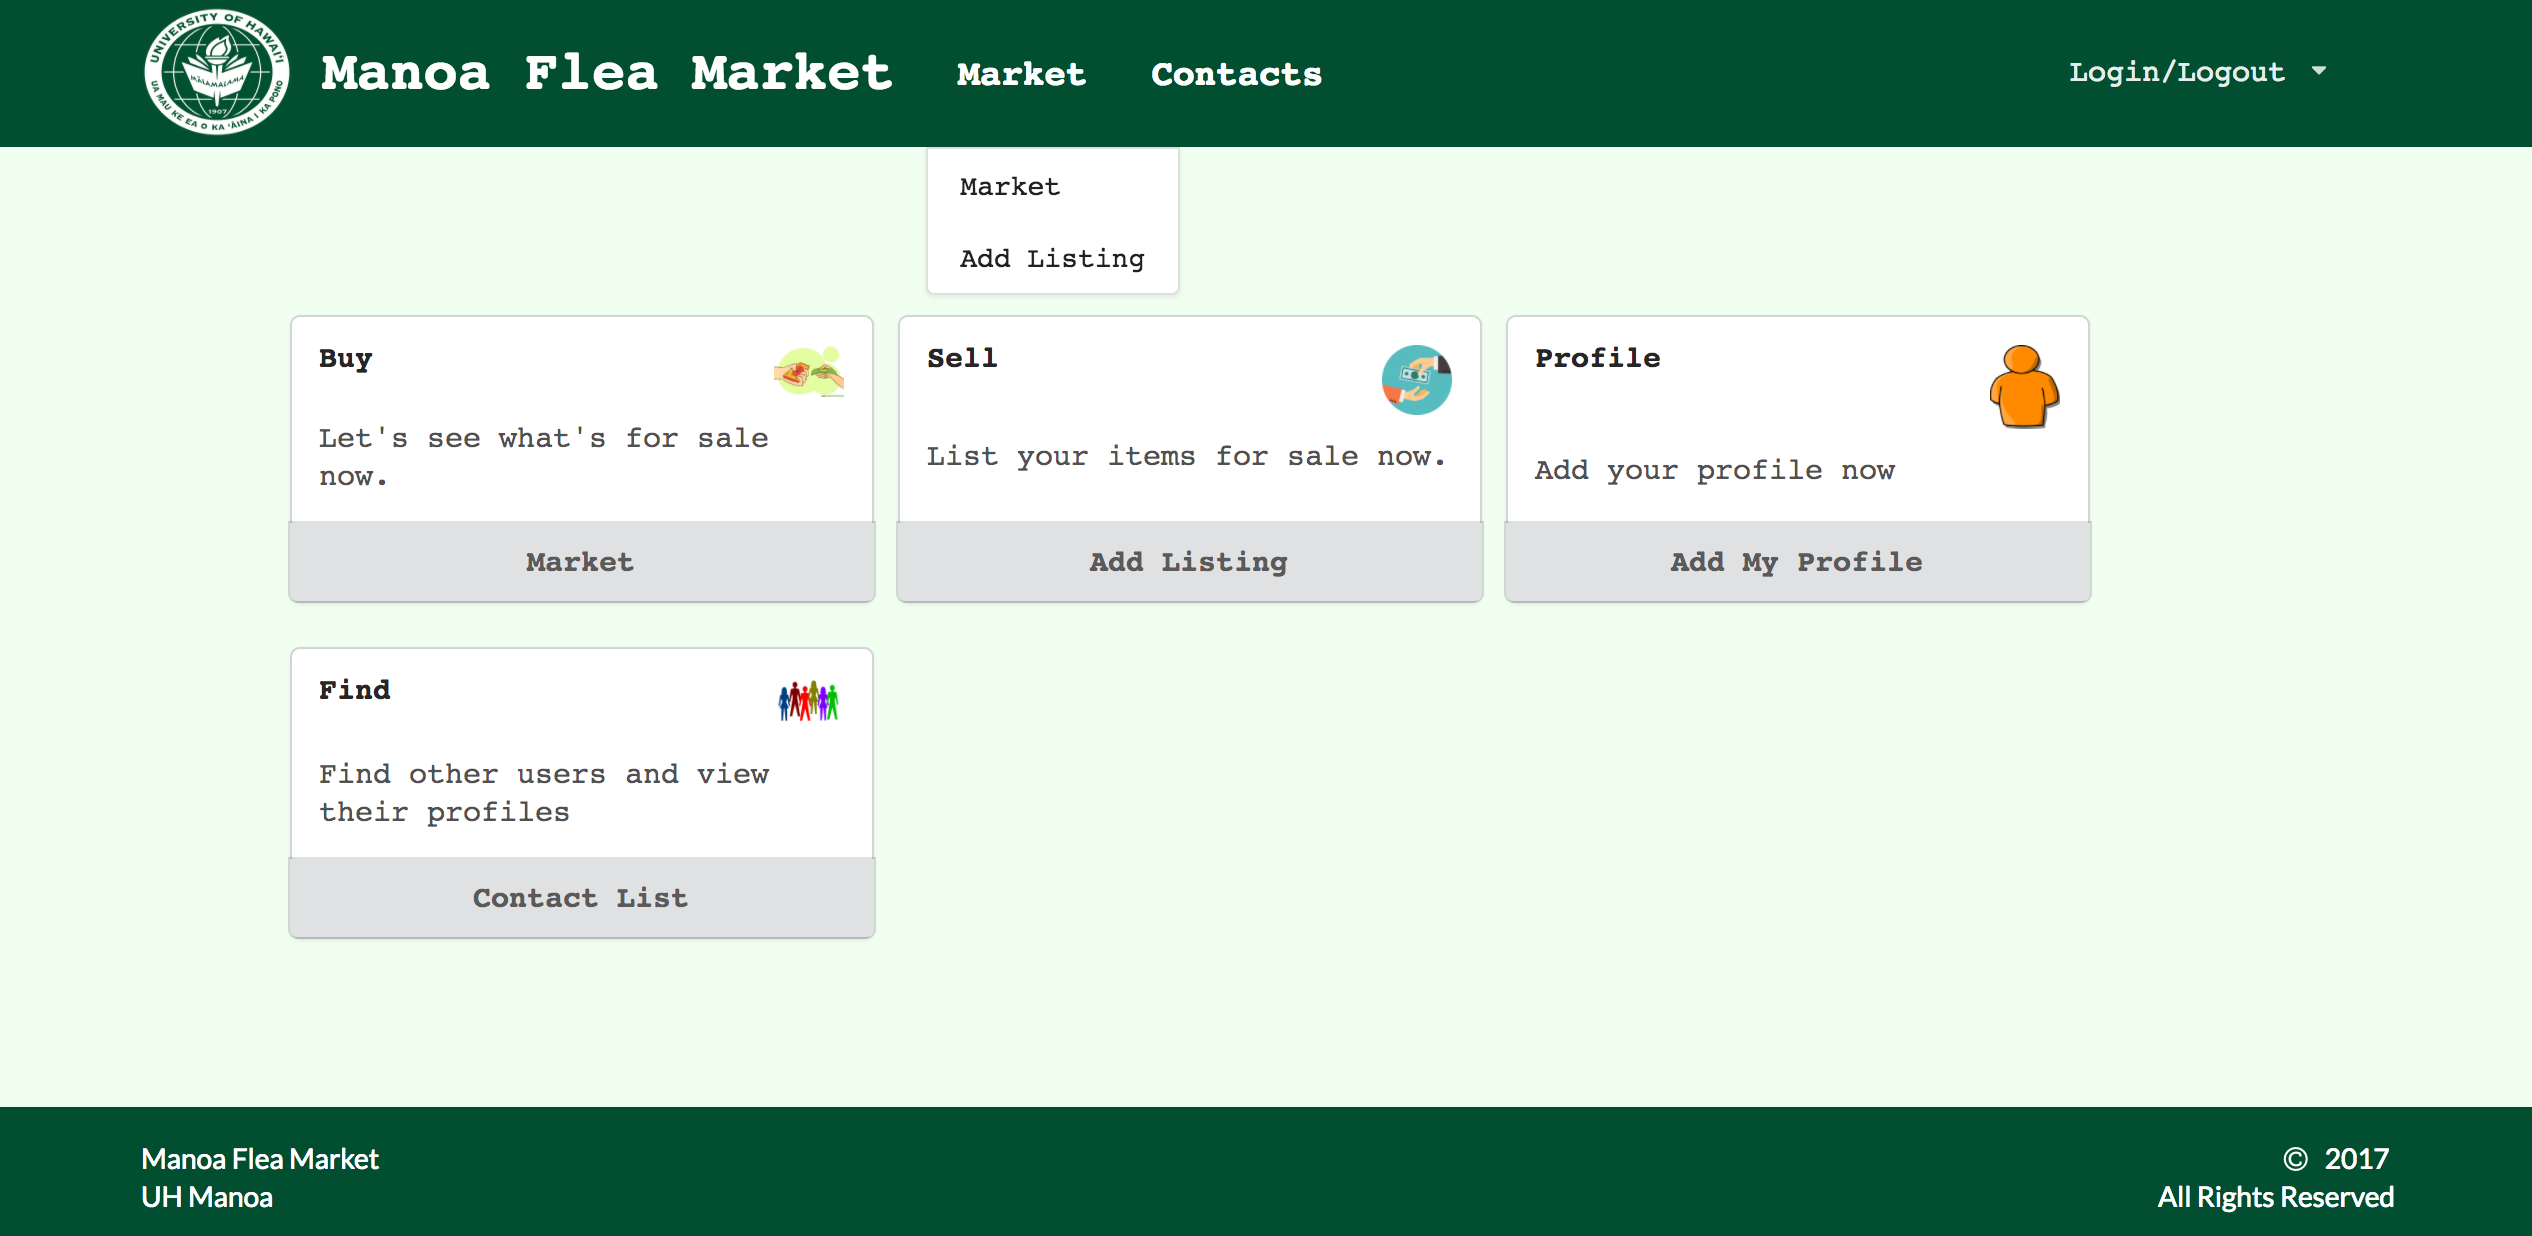 UNIVERSITY OF HAWAI'I
MALAMALAMA
1907
UA MAU KE EA O KA 'ĀINA I KA PONO
Manoa Flea Market
Market
Contacts
Login/Logout
Market
Add Listing
Buy
Let's see what's for sale
now.
Market
Sell
List your items for sale now.
Add Listing
Profile
Add your profile now
Add My Profile
Find
Find other users and view
their profiles
Contact List
Manoa Flea Market
UH Manoa
© 2017
All Rights Reserved